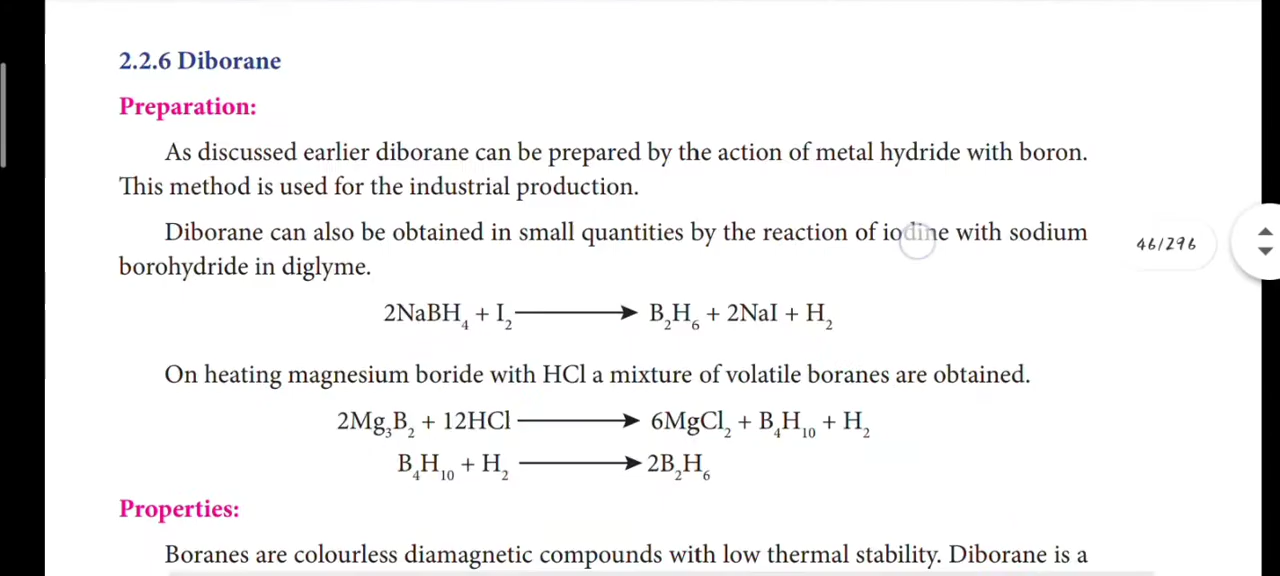 2.2.6 Diborane
Preparation:
As discussed earlier diborane can be prepared by the action of metal hydride with boron.
This method is used for the industrial production.
Diborane can also be obtained in small quantities by the reaction of iodine with sodium
46/296
borohydride in diglyme.
2NaBH₄ + I₂ ⟶ B₂H₆ + 2NaI + H₂
On heating magnesium boride with HCl a mixture of volatile boranes are obtained.
2Mg₃B₂ + 12HCl ⟶ 6MgCl₂ + B₄H₁₀ + H₂
B₄H₁₀ + H₂ ⟶ 2B₂H₆
Properties:
Boranes are colourless diamagnetic compounds with low thermal stability. Diborane is a